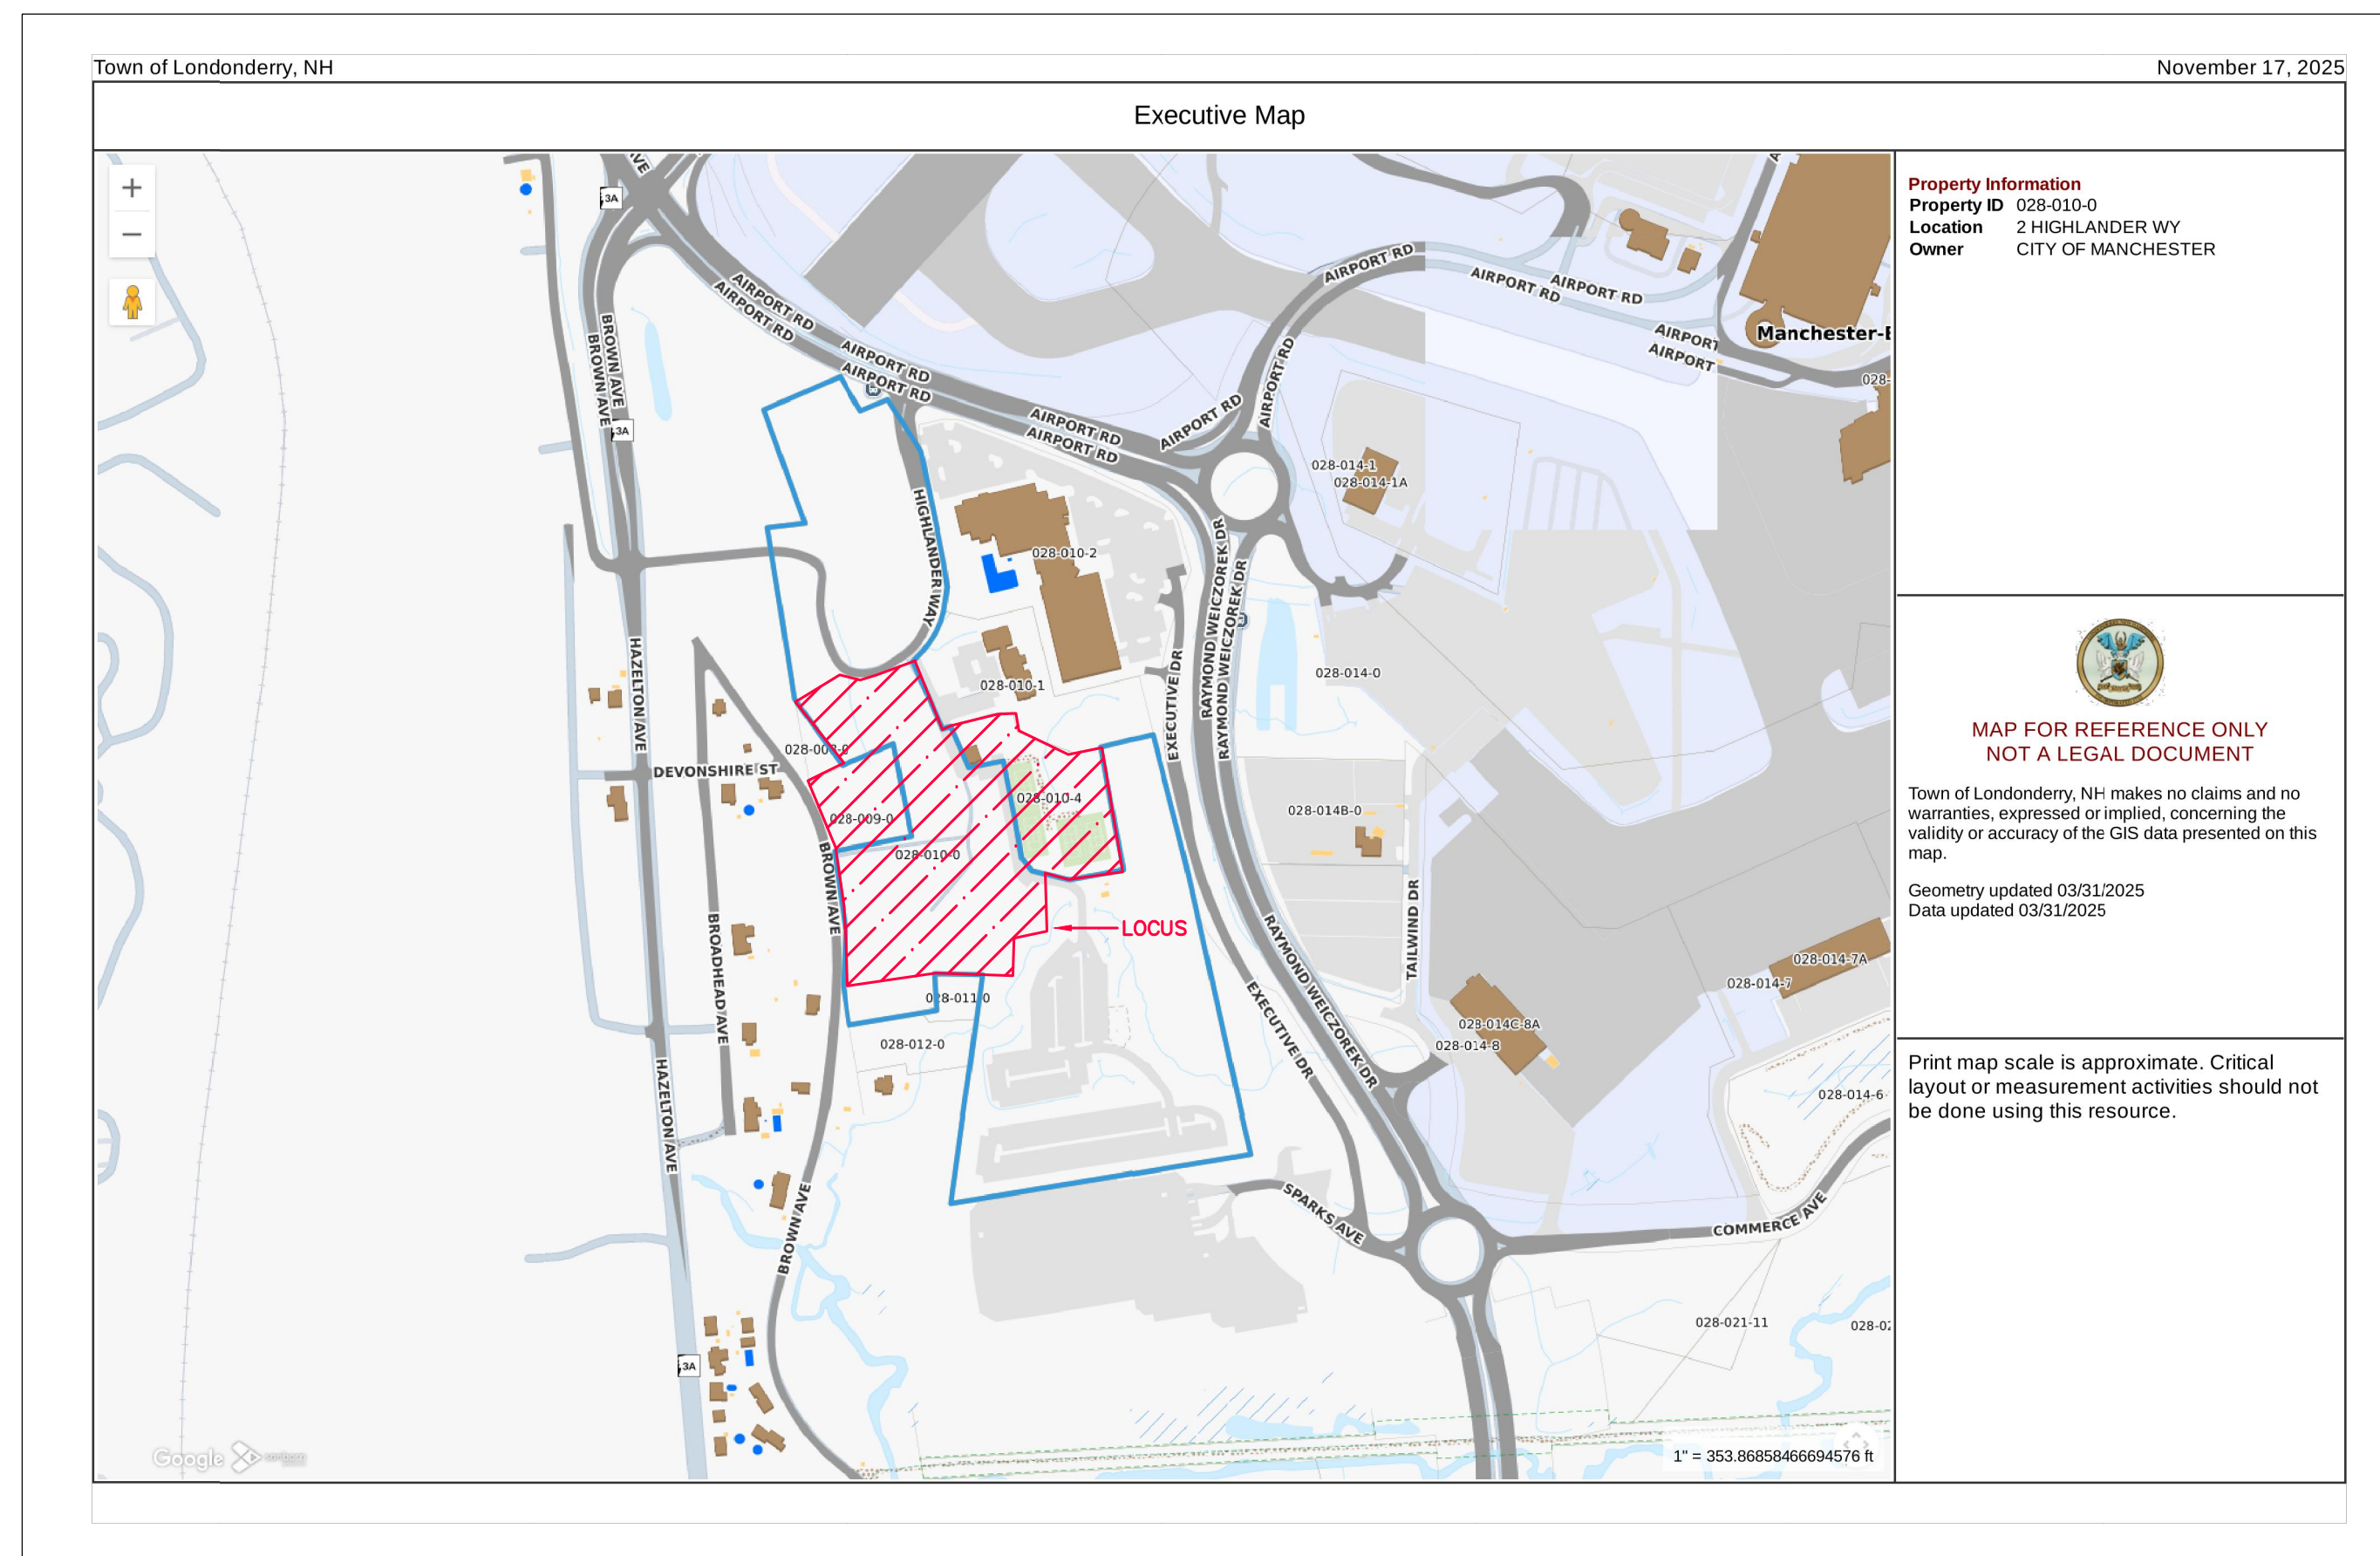 Town of Londonderry, NH
November 17, 2025
Executive Map
Property Information
Property ID 028-010-0
Location 2 HIGHLANDER WY
Owner CITY OF MANCHESTER
MAP FOR REFERENCE ONLY
NOT A LEGAL DOCUMENT
Town of Londonderry, NH makes no claims and no
warranties, expressed or implied, concerning the
validity or accuracy of the GIS data presented on this
map.
Geometry updated 03/31/2025
Data updated 03/31/2025
Print map scale is approximate. Critical
layout or measurement activities should not
be done using this resource.
AVE
3A
BROWN AVE
BROWN AVE
3A
AIRPORT RD
AIRPORT RD
AIRPORT RD
AIRPORT RD
AIRPORT RD
AIRPORT RD
AIRPORT RD
AIRPORT RD
AIRPORT RD
AIRPORT RD
AIRPORT RD
AIRPORT
AIRPORT
Manchester-B
028-
028-014-1
028-014-1A
HIGHLANDER WAY
028-010-2
028-010-1
EXECUTIVE DR
RAYMOND WEICZOREK DR
RAYMOND WEICZOREK DR
028-014-0
HAZELTON AVE
DEVONSHIRE ST
028-009-0
028-010-4
028-010-0
028-014B-0
BROWN AVE
BROADHEAD AVE
LOCUS
TAILWIND DR
RAYMOND WEICZOREK DR
EXECUTIVE DR
028-011-0
028-012-0
028-014-7A
028-014-7
028-014C-8A
028-014-8
028-014-6
HAZELTON AVE
BROWN AVE
SPARKS AVE
COMMERCE AVE
028-021-11
028-02
3A
Google
1" = 353.86858466694576 ft